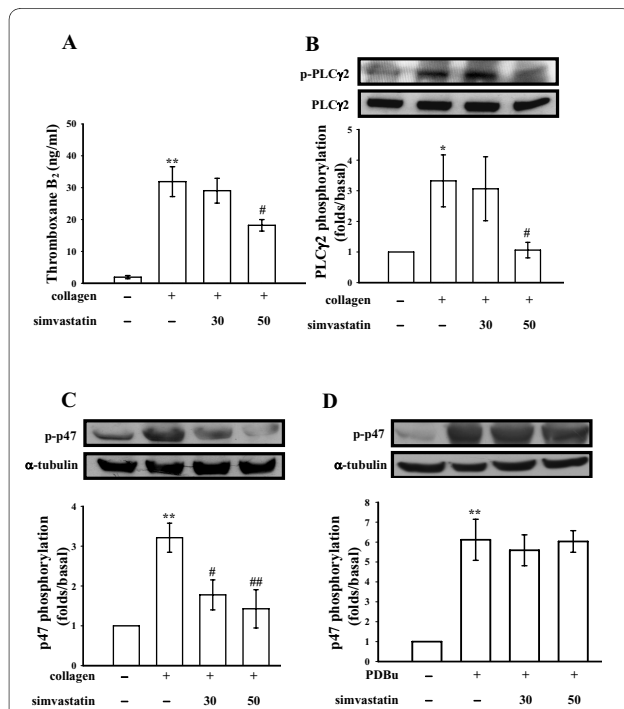 A
Thromboxane B2 (ng/ml)
50
40
30
20
10
0
**
#
collagen – + + +
simvastatin – – 30 50
B
p-PLCγ2
PLCγ2
PLCγ2 phosphorylation
(folds/basal)
5
4
3
2
1
0
*
#
collagen – + + +
simvastatin – – 30 50
C
p-p47
α-tubulin
p47 phosphorylation
(folds/basal)
4
3
2
1
0
**
#
##
collagen – + + +
simvastatin – – 30 50
D
p-p47
α-tubulin
p47 phosphorylation
(folds/basal)
8
7
6
5
4
3
2
1
0
**
PDBu – + + +
simvastatin – – 30 50